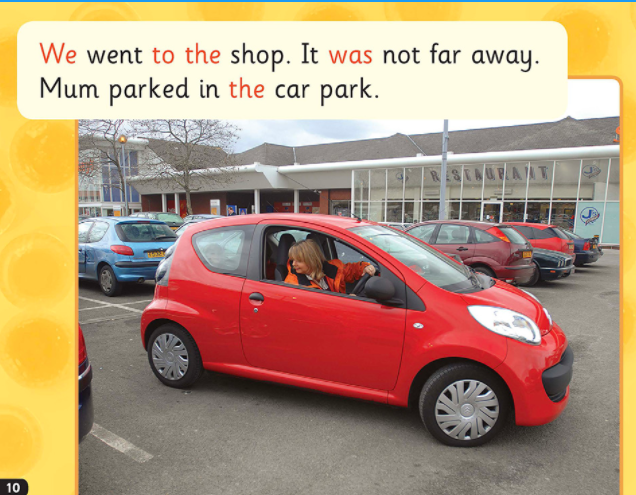 We went to the shop. It was not far away.
Mum parked in the car park.
RESTAURANT
10